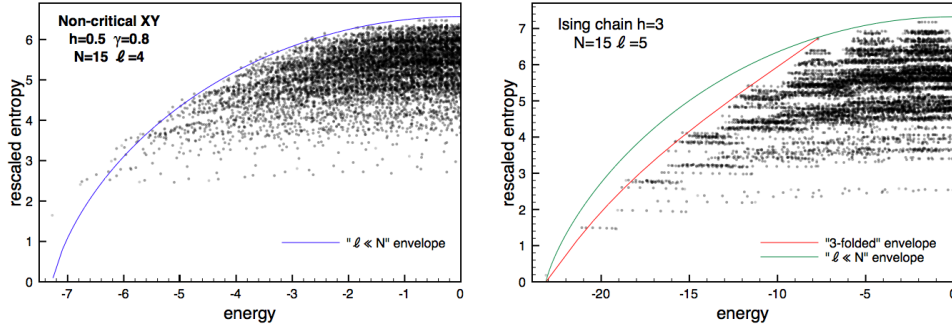 Non-critical XY
h=0.5 γ=0.8
N=15 ℓ=4
rescaled entropy
6
5
4
3
2
1
0
"ℓ ≪ N" envelope
-7
-6
-5
-4
-3
-2
-1
0
energy
Ising chain h=3
N=15 ℓ=5
rescaled entropy
7
6
5
4
3
2
1
0
"3-folded" envelope
"ℓ ≪ N" envelope
-20
-15
-10
-5
0
energy